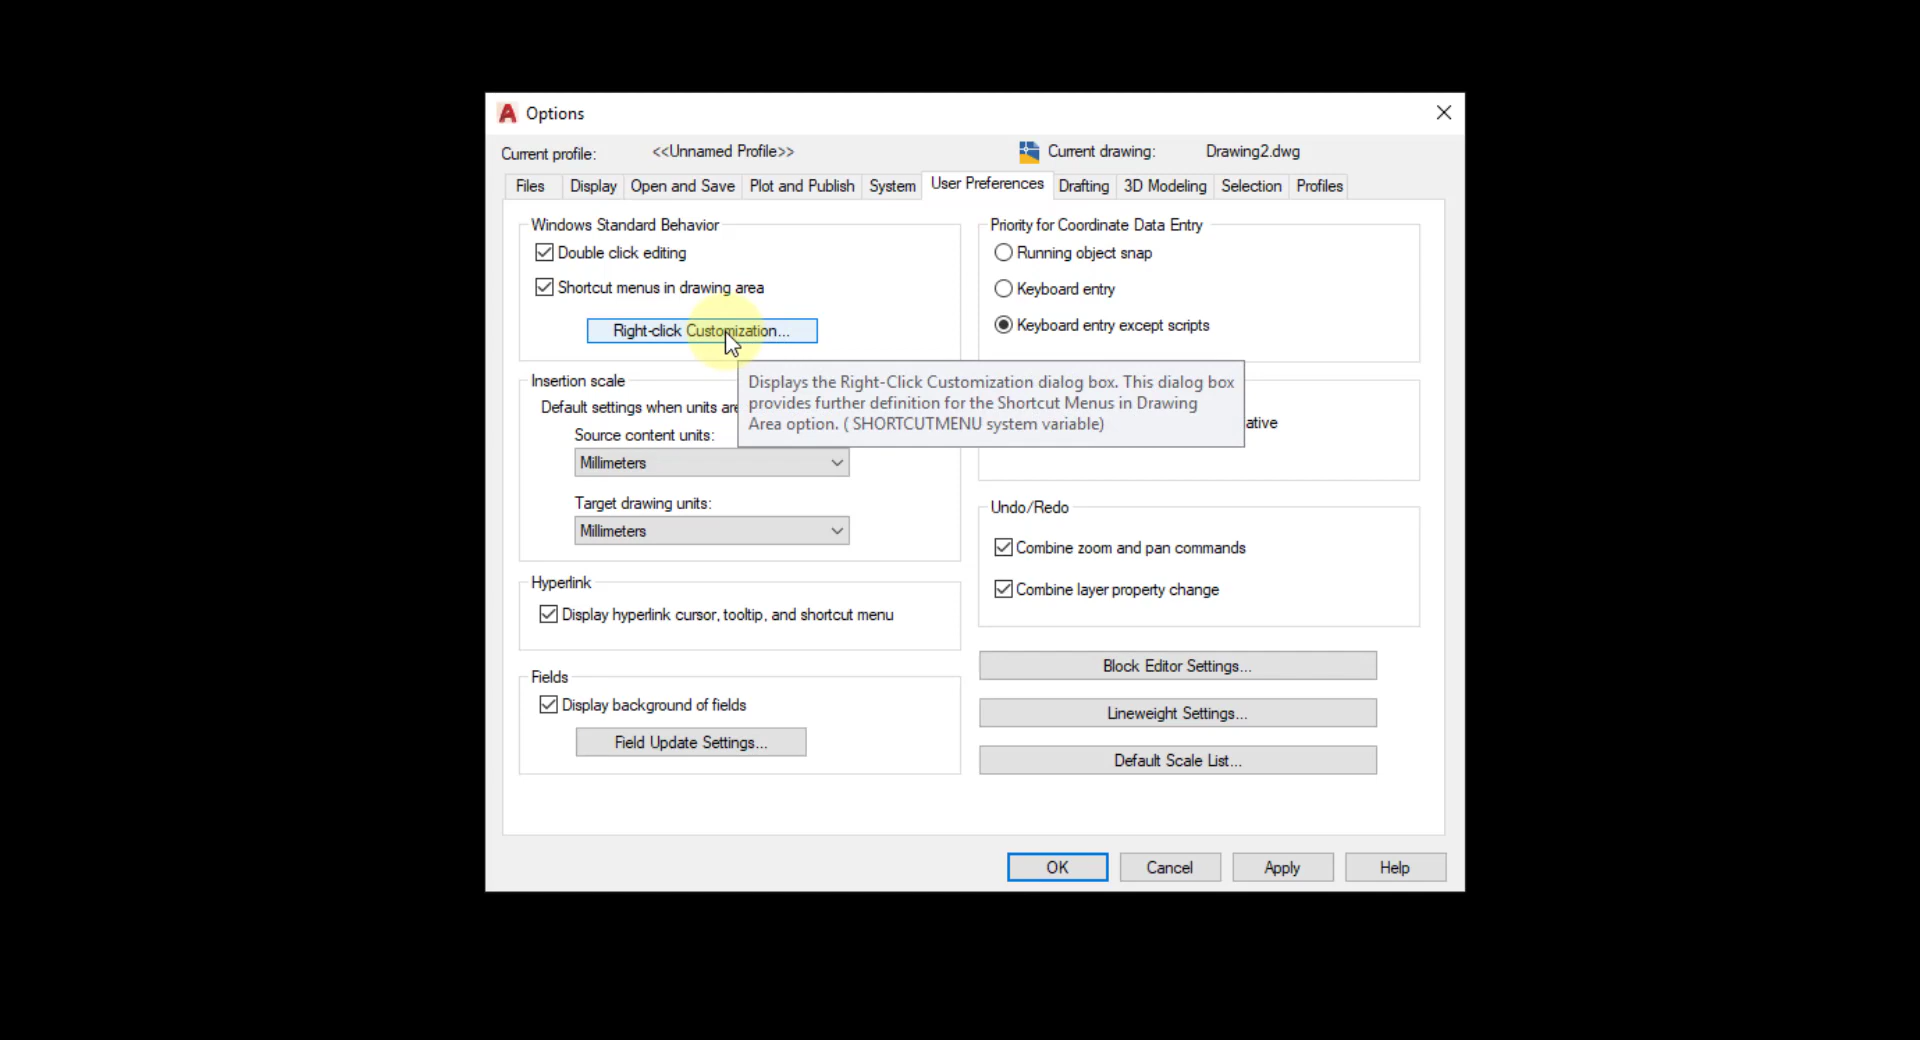 Options
Current profile: <<Unnamed Profile>> Current drawing: Drawing2.dwg
Files Display Open and Save Plot and Publish System User Preferences Drafting 3D Modeling Selection Profiles
Windows Standard Behavior
Double click editing
Shortcut menus in drawing area
Right-click Customization...
Priority for Coordinate Data Entry
Running object snap
Keyboard entry
Keyboard entry except scripts
Displays the Right-Click Customization dialog box. This dialog box
provides further definition for the Shortcut Menus in Drawing
Area option. ( SHORTCUTMENU system variable)
Insertion scale
Default settings when units
Source content units:
Millimeters
Target drawing units:
Millimeters
Undo/Redo
Combine zoom and pan commands
Combine layer property change
Hyperlink
Display hyperlink cursor, tooltip, and shortcut menu
Fields
Display background of fields
Field Update Settings...
Block Editor Settings...
Lineweight Settings...
Default Scale List...
OK Cancel Apply Help